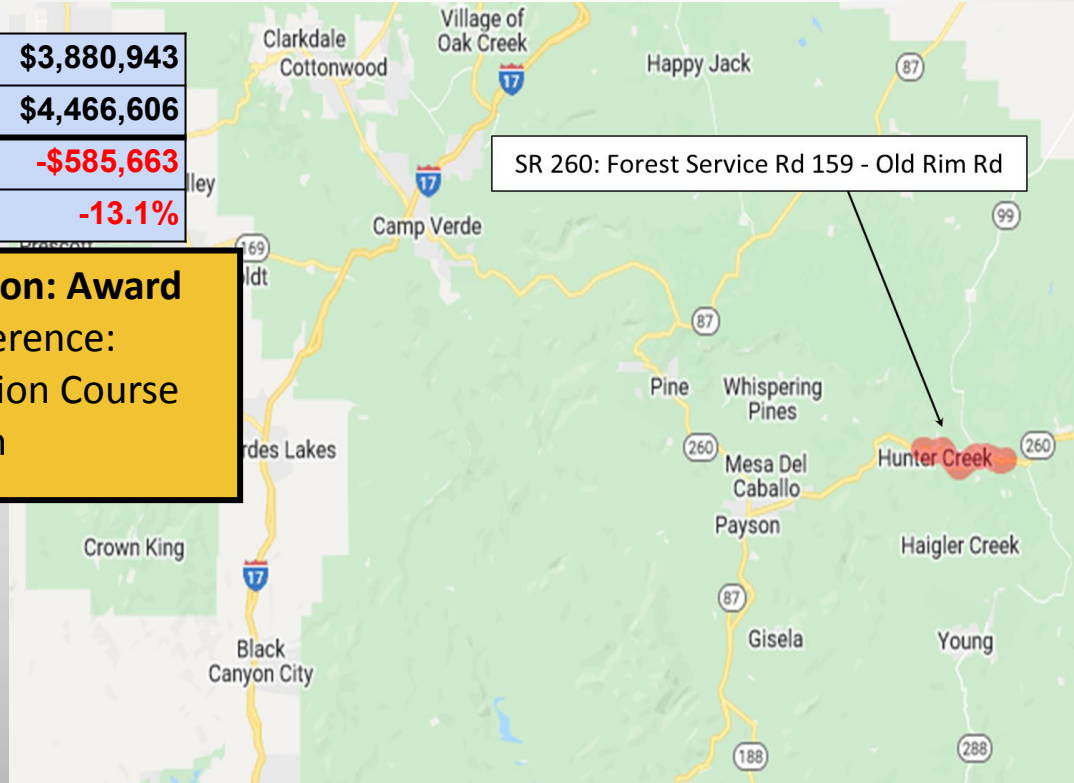 $3,880,943
$4,466,606
-$585,663
-13.1%
on: Award
erence:
ion Course
SR 260: Forest Service Rd 159 - Old Rim Rd
Village of
Oak Creek
Clarkdale
Cottonwood
Happy Jack
87
17
17
lley
Camp Verde
99
169
ldt
87
Pine
Whispering
Pines
260
rdes Lakes
Mesa Del
Caballo
Hunter Creek
260
Payson
Haigler Creek
Crown King
17
87
Gisela
Young
Black
Canyon City
188
288